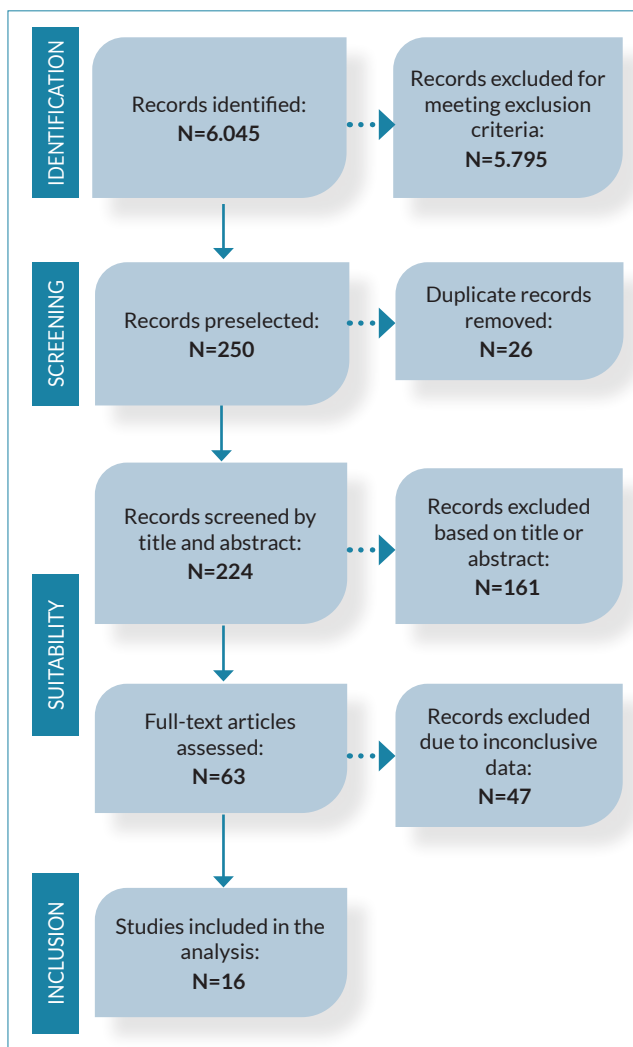 IDENTIFICATION
Records identified:
N=6.045
Records excluded for
meeting exclusion
criteria:
N=5.795
SCREENING
Records preselected:
N=250
Duplicate records
removed:
N=26
SUITABILITY
Records screened by
title and abstract:
N=224
Records excluded
based on title or
abstract:
N=161
Full-text articles
assessed:
N=63
Records excluded
due to inconclusive
data:
N=47
INCLUSION
Studies included in the
analysis:
N=16